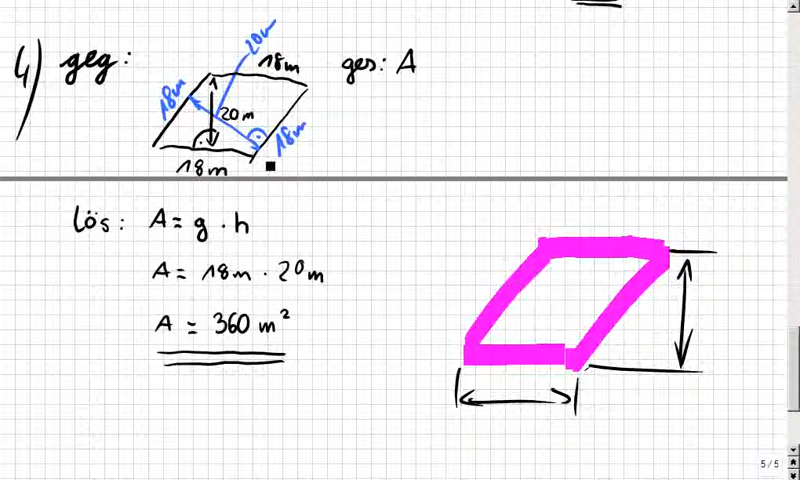 4) geg:
20m
18m
ges: A
18m
20m
18m
18m
lös: A = g · h
A = 18m · 20m
A = 360 m²
5/5